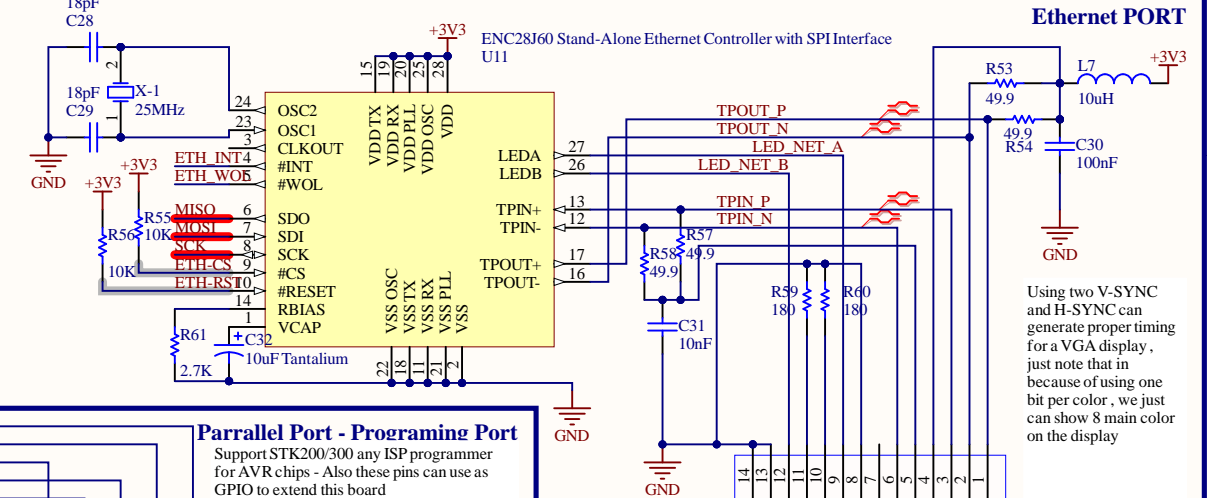 18pF
C28
Ethernet PORT
+3V3
ENC28J60 Stand-Alone Ethernet Controller with SPI Interface
U11
15
19
20
25
28
VDD TX
VDD RX
VDD PLL
VDD OSC
VDD
2
18pF
C29
X-1
25MHz
1
GND
24 OSC2
23 OSC1
3 CLKOUT
ETH_INT 4 #INT
ETH_WOL 5 #WOL
+3V3
+3V3
MISO 6 SDO
MOSI 7 SDI
SCK 8 SCK
ETH-CS 9 #CS
ETH-RST 10 #RESET
14 RBIAS
1 VCAP
R55
10K
R56
10K
R61
2.7K
C32
10uF Tantalium
VSS OSC
VSS TX
VSS RX
VSS PLL
VSS
22
18
11
21
2
GND
LEDA 27
LEDB 26
TPIN+ 13
TPIN- 12
TPOUT+ 17
TPOUT- 16
TPOUT_P
TPOUT_N
LED_NET_A
LED_NET_B
TPIN_P
TPIN_N
R57
49.9
R58
49.9
C31
10nF
R59
180
R60
180
GND
R53
49.9
49.9
R54
L7
10uH
+3V3
C30
100nF
GND
Using two V-SYNC
and H-SYNC can
generate proper timing
for a VGA display ,
just note that in
because of using one
bit per color , we just
can show 8 main color
on the display
14
13
12
11
10
9
8
7
6
5
4
3
2
1
Parrallel Port - Programing Port
Support STK200/300 any ISP programmer
for AVR chips - Also these pins can use as
GPIO to extend this board